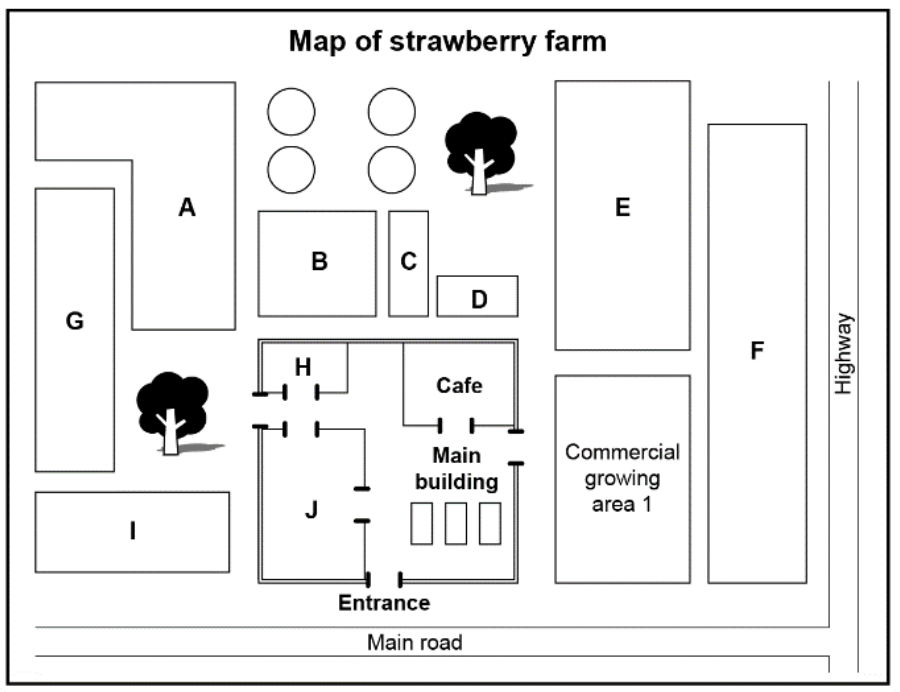 Map of strawberry farm
A
B
C
D
E
F
G
H
Cafe
Main
building
Commercial
growing
area 1
I
J
Entrance
Main road
Highway